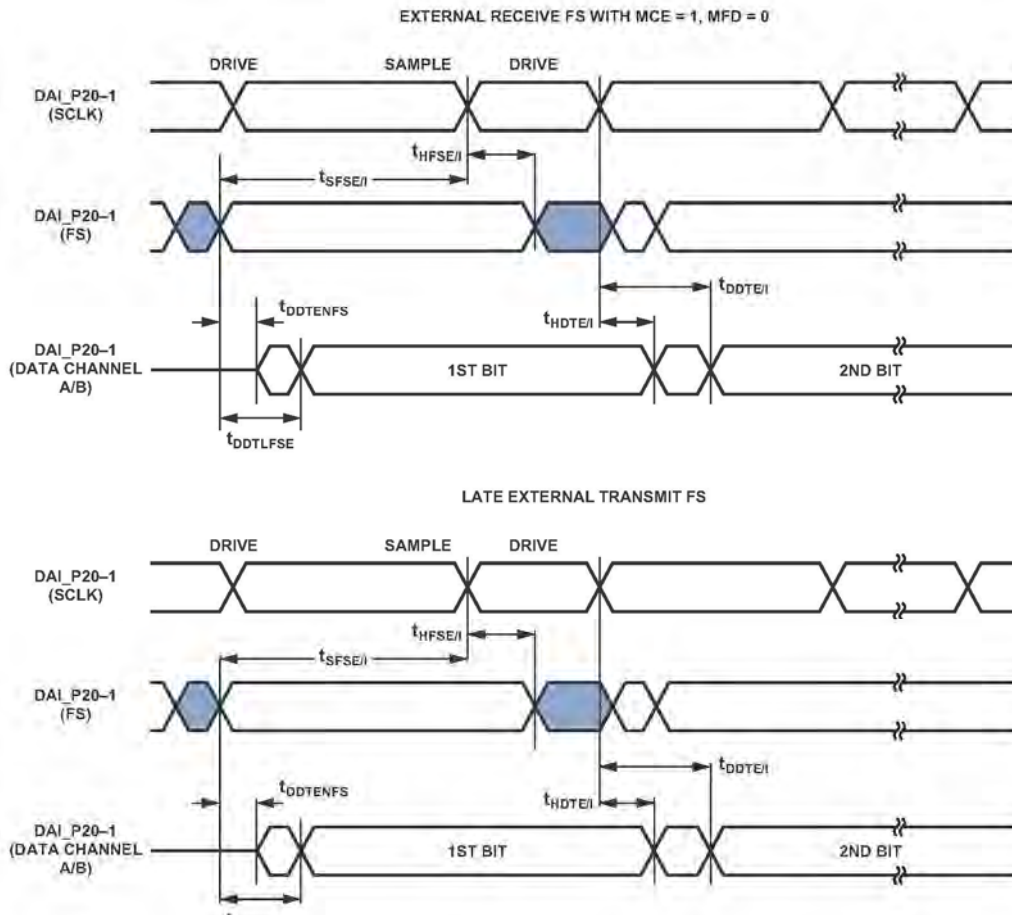 EXTERNAL RECEIVE FS WITH MCE = 1, MFD = 0
DRIVE SAMPLE DRIVE
DAI_P20–1
(SCLK)
tHFSE/I
tSFSE/I
DAI_P20–1
(FS)
tDDTE/I
tDDTENFS
tHDTE/I
DAI_P20–1
(DATA CHANNEL
A/B)
1ST BIT 2ND BIT
tDDTLFSE
LATE EXTERNAL TRANSMIT FS
DRIVE SAMPLE DRIVE
DAI_P20–1
(SCLK)
tHFSE/I
tSFSE/I
DAI_P20–1
(FS)
tDDTE/I
tDDTENFS
tHDTE/I
DAI_P20–1
(DATA CHANNEL
A/B)
1ST BIT 2ND BIT